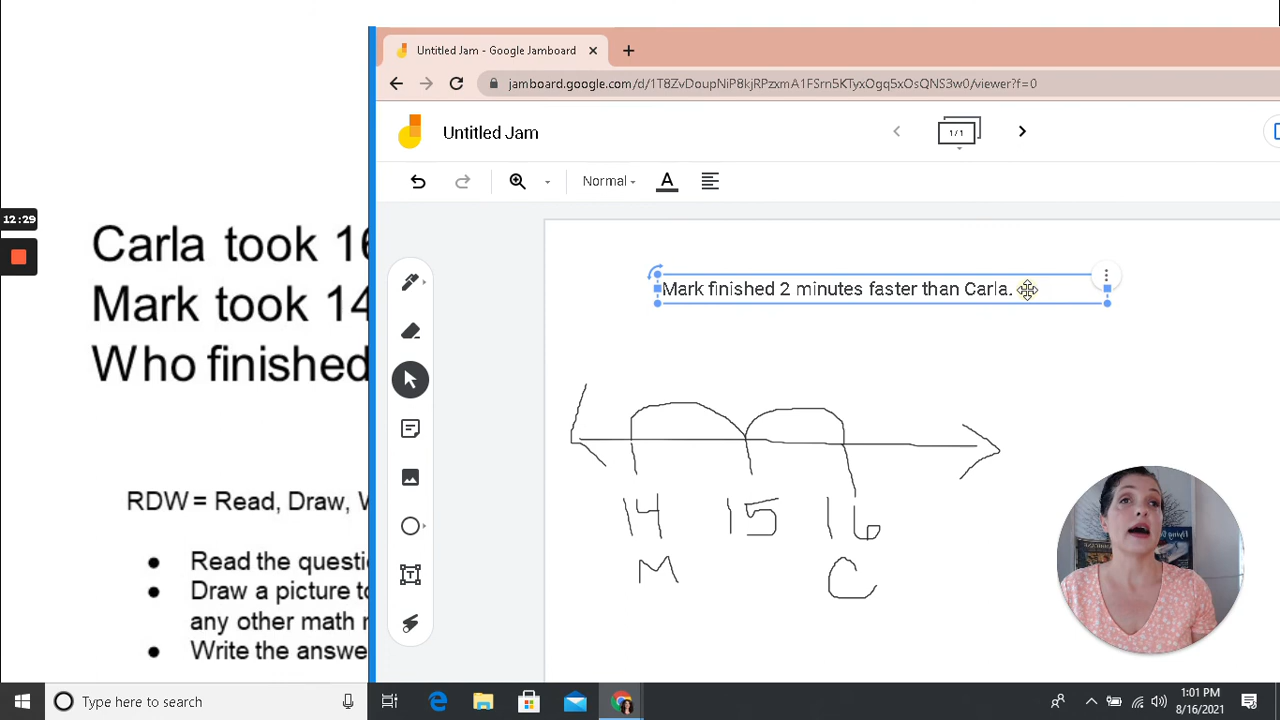 Untitled Jam - Google Jamboard
jamboard.google.com/d/1T8ZvDoupNiP8kjRPzxmA1FSrn5KTyxOgq5xOsQNS3w0/viewer?f=0
Untitled Jam
1/1
Normal
A
12:29
Carla took 16
Mark took 14
Who finished
RDW = Read, Draw, W
Read the questi
Draw a picture to
any other math
Write the answe
Mark finished 2 minutes faster than Carla.
14 15 16
M C
Type here to search
1:01 PM
8/16/2021